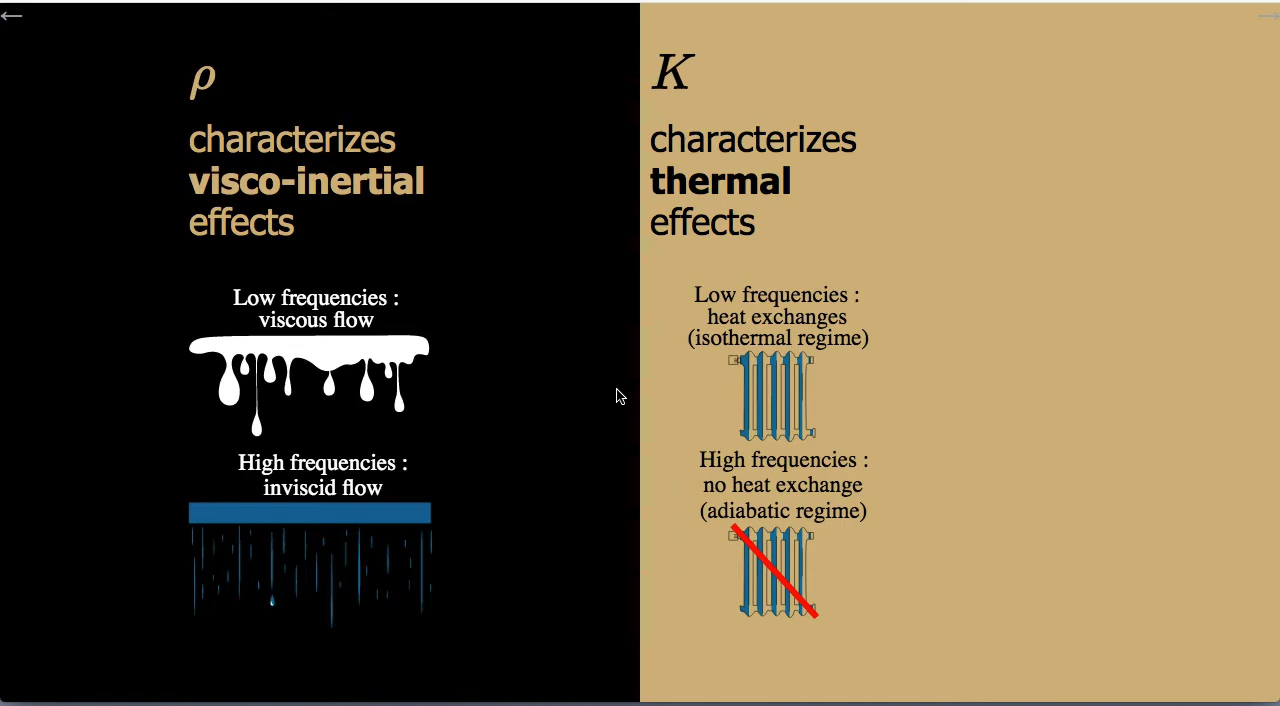 ρ
characterizes
visco-inertial
effects
Low frequencies :
viscous flow
High frequencies :
inviscid flow
K
characterizes
thermal
effects
Low frequencies :
heat exchanges
(isothermal regime)
High frequencies :
no heat exchange
(adiabatic regime)